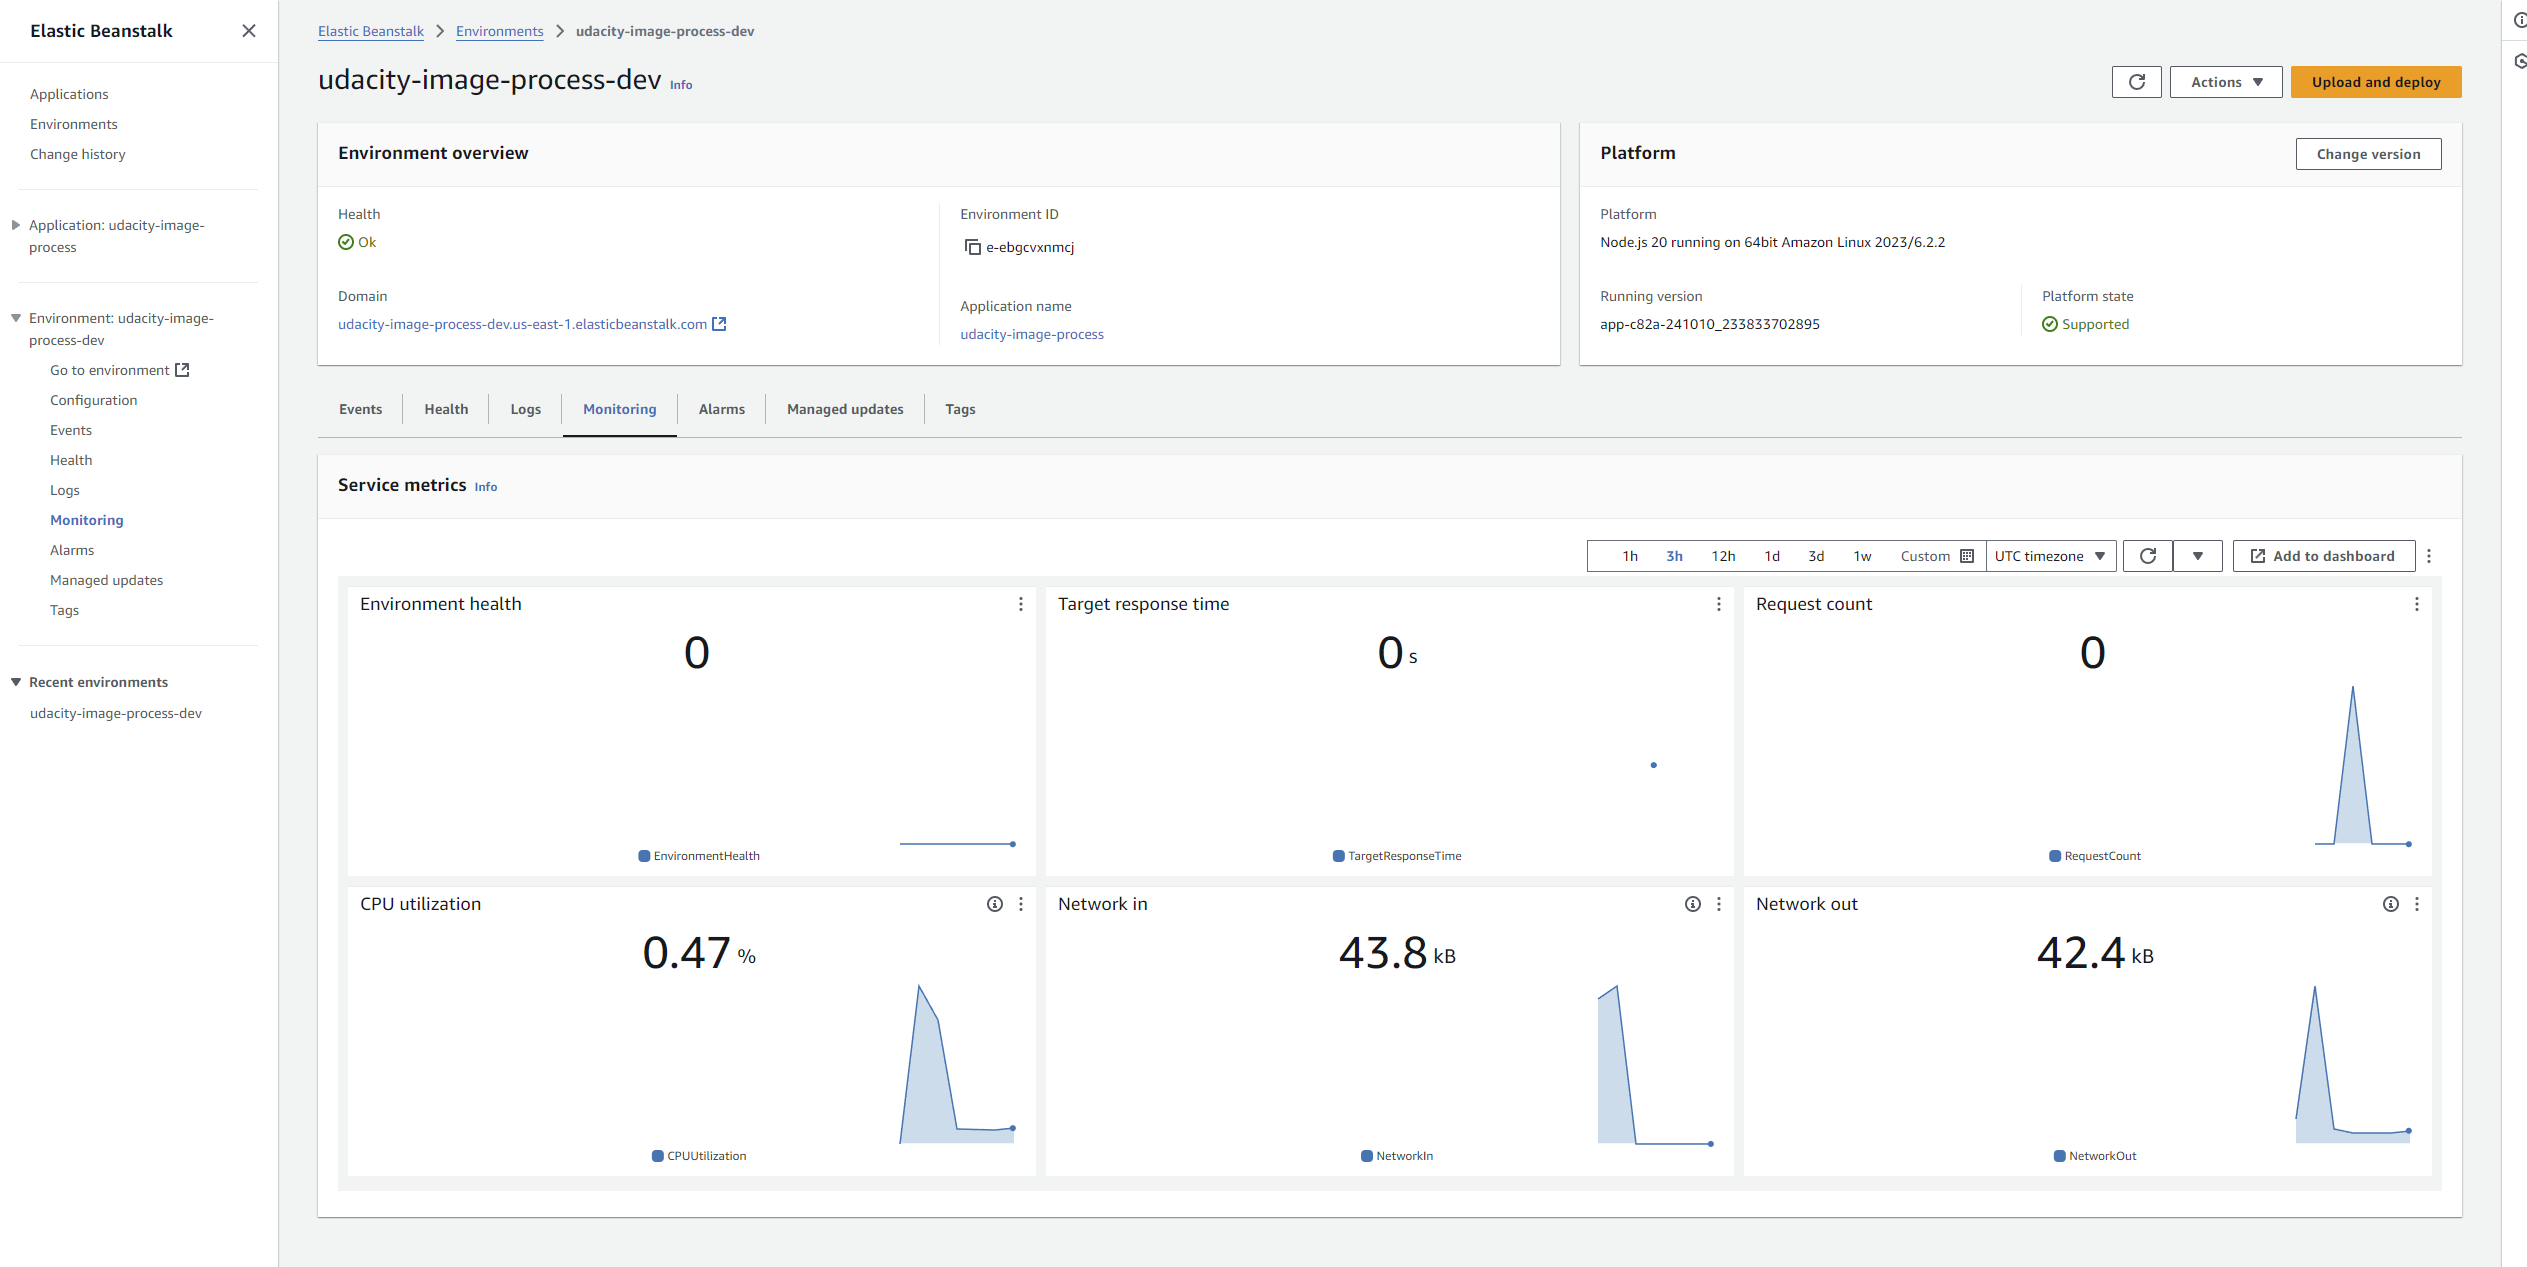 Elastic Beanstalk
Applications
Environments
Change history
Application: udacity-image-
process
Environment: udacity-image-
process-dev
Go to environment
Configuration
Events
Health
Logs
Monitoring
Alarms
Managed updates
Tags
Recent environments
udacity-image-process-dev
Elastic Beanstalk > Environments > udacity-image-process-dev
udacity-image-process-dev Info
Actions
Upload and deploy
Environment overview
Health
Ok
Domain
udacity-image-process-dev.us-east-1.elasticbeanstalk.com
Environment ID
e-ebgcvxnmcj
Application name
udacity-image-process
Platform
Change version
Platform
Node.js 20 running on 64bit Amazon Linux 2023/6.2.2
Running version
app-c82a-241010_233833702895
Platform state
Supported
Events Health Logs Monitoring Alarms Managed updates Tags
Service metrics Info
1h 3h 12h 1d 3d 1w Custom UTC timezone Add to dashboard
Environment health
0
EnvironmentHealth
Target response time
0 s
TargetResponseTime
Request count
0
RequestCount
CPU utilization
0.47 %
CPUUtilization
Network in
43.8 kB
NetworkIn
Network out
42.4 kB
NetworkOut